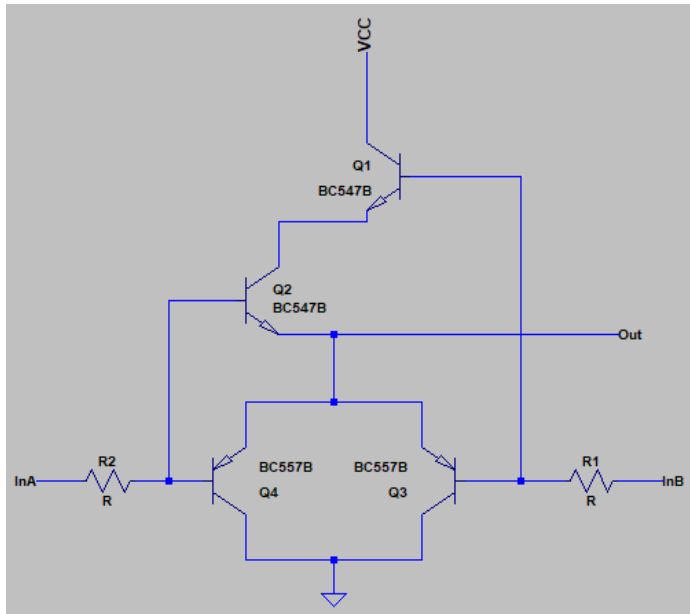 VCC
Q1
BC547B
Q2
BC547B
Out
R2
BC557B
BC557B
R1
InA
Q4
Q3
InB
R
R